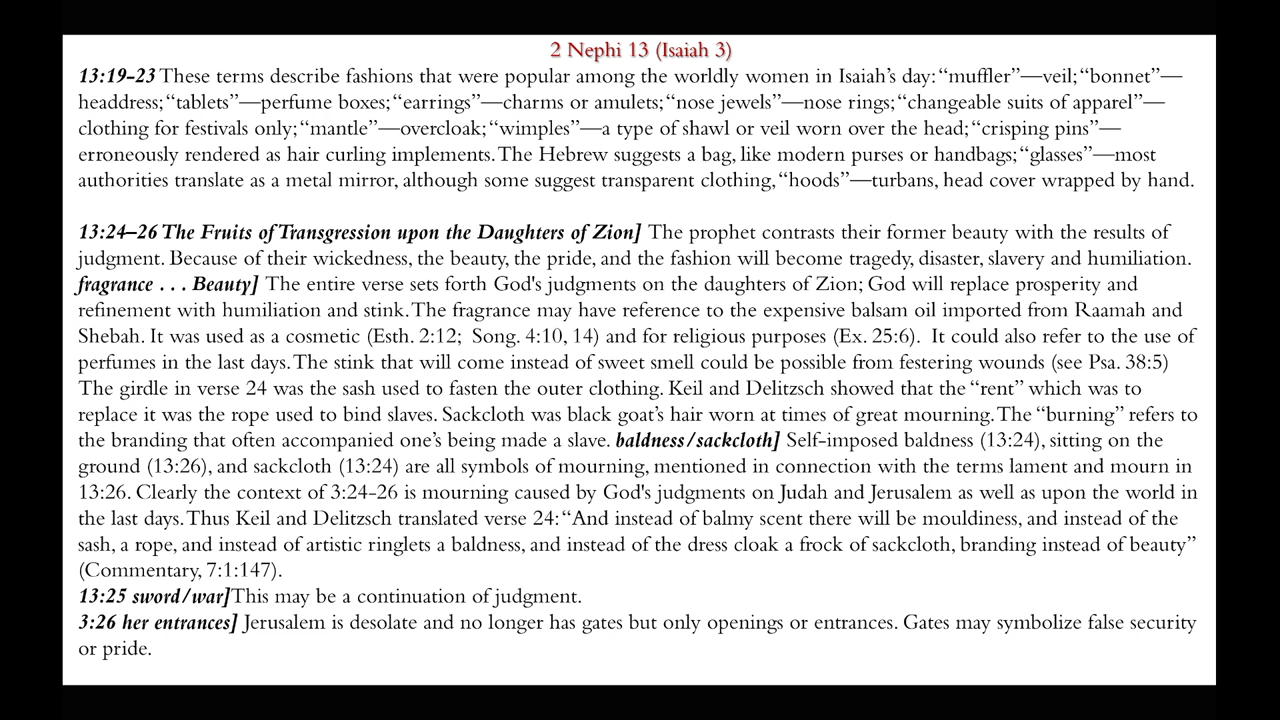 2 Nephi 13 (Isaiah 3)
13:19-23 These terms describe fashions that were popular among the worldly women in Isaiah’s day: “muffler”—veil; “bonnet”—
headdress; “tablets”—perfume boxes; “earrings”—charms or amulets; “nose jewels”—nose rings; “changeable suits of apparel”—
clothing for festivals only; “mantle”—overcloak; “wimples”—a type of shawl or veil worn over the head; “crisping pins”—
erroneously rendered as hair curling implements. The Hebrew suggests a bag, like modern purses or handbags; “glasses”—most
authorities translate as a metal mirror, although some suggest transparent clothing, “hoods”—turbans, head cover wrapped by hand.
13:24–26 The Fruits of Transgression upon the Daughters of Zion] The prophet contrasts their former beauty with the results of
judgment. Because of their wickedness, the beauty, the pride, and the fashion will become tragedy, disaster, slavery and humiliation.
fragrance . . . Beauty] The entire verse sets forth God's judgments on the daughters of Zion; God will replace prosperity and
refinement with humiliation and stink. The fragrance may have reference to the expensive balsam oil imported from Raamah and
Shebah. It was used as a cosmetic (Esth. 2:12; Song. 4:10, 14) and for religious purposes (Ex. 25:6). It could also refer to the use of
perfumes in the last days. The stink that will come instead of sweet smell could be possible from festering wounds (see Psa. 38:5)
The girdle in verse 24 was the sash used to fasten the outer clothing. Keil and Delitzsch showed that the “rent” which was to
replace it was the rope used to bind slaves. Sackcloth was black goat’s hair worn at times of great mourning. The “burning” refers to
the branding that often accompanied one’s being made a slave. baldness/sackcloth] Self-imposed baldness (13:24), sitting on the
ground (13:26), and sackcloth (13:24) are all symbols of mourning, mentioned in connection with the terms lament and mourn in
13:26. Clearly the context of 3:24-26 is mourning caused by God's judgments on Judah and Jerusalem as well as upon the world in
the last days. Thus Keil and Delitzsch translated verse 24: “And instead of balmy scent there will be mouldiness, and instead of the
sash, a rope, and instead of artistic ringlets a baldness, and instead of the dress cloak a frock of sackcloth, branding instead of beauty”
(Commentary, 7:1:147).
13:25 sword/war]This may be a continuation of judgment.
3:26 her entrances] Jerusalem is desolate and no longer has gates but only openings or entrances. Gates may symbolize false security
or pride.